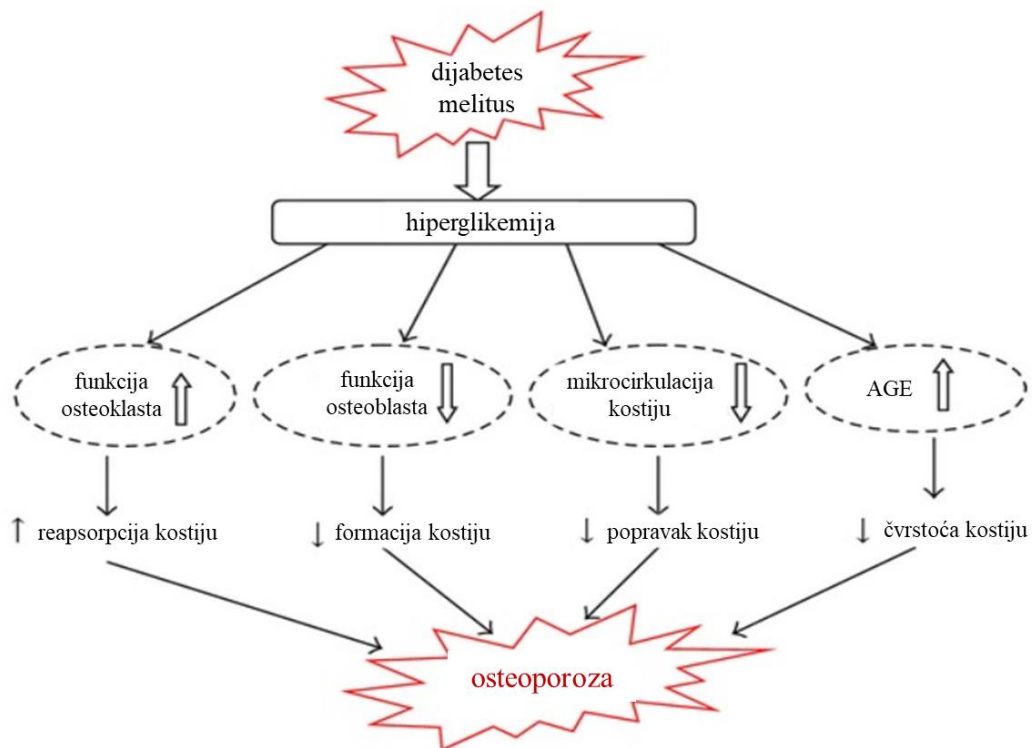 dijabetes
melitus
hiperglikemija
funkcija
osteoklasta
funkcija
osteoblasta
mikrocirkulacija
kostiju
AGE
↑ reapsorpcija kostiju
↓ formacija kostiju
↓ popravak kostiju
↓ čvrstoća kostiju
osteoporoza